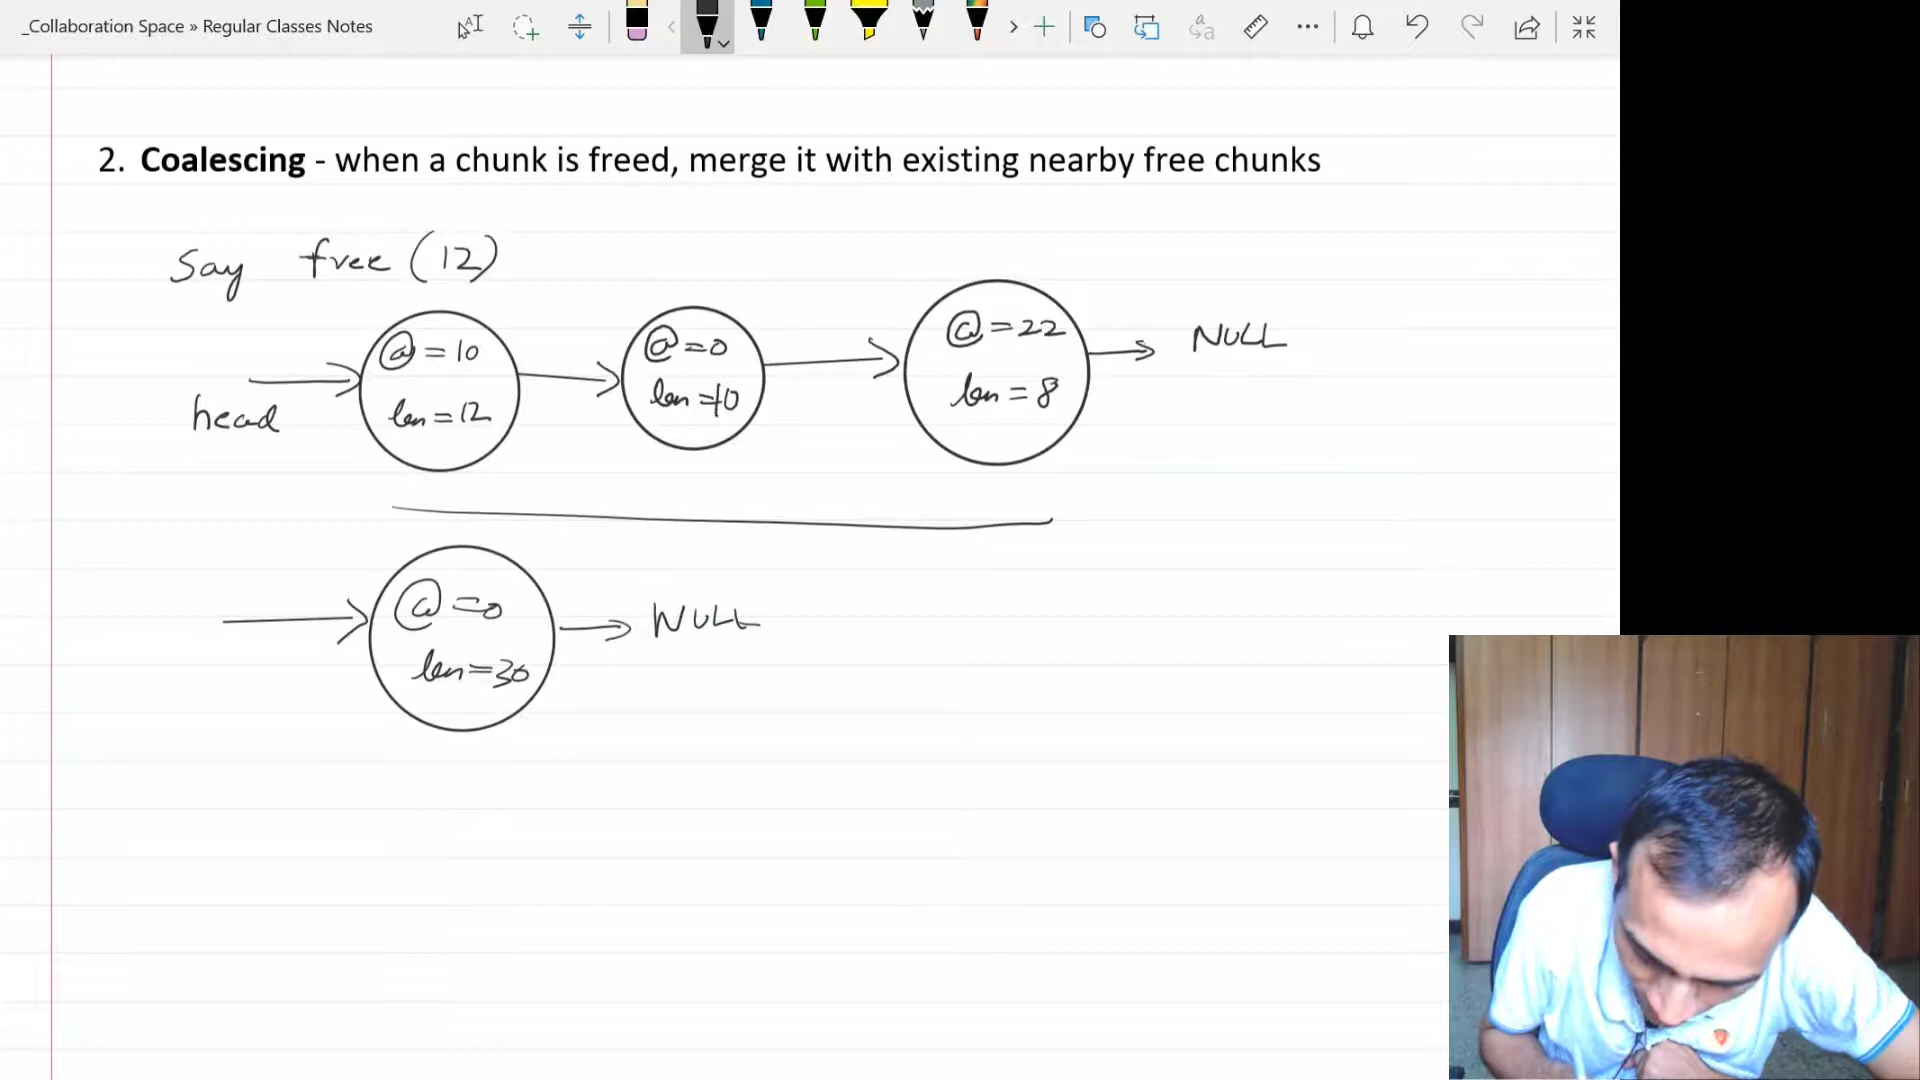 _Collaboration Space » Regular Classes Notes
2. Coalescing - when a chunk is freed, merge it with existing nearby free chunks
Say free (12)
@ = 10
len = 12
@ = 0
len = 10
@ = 22
len = 8
NULL
head
@ = 0
len = 30
NULL